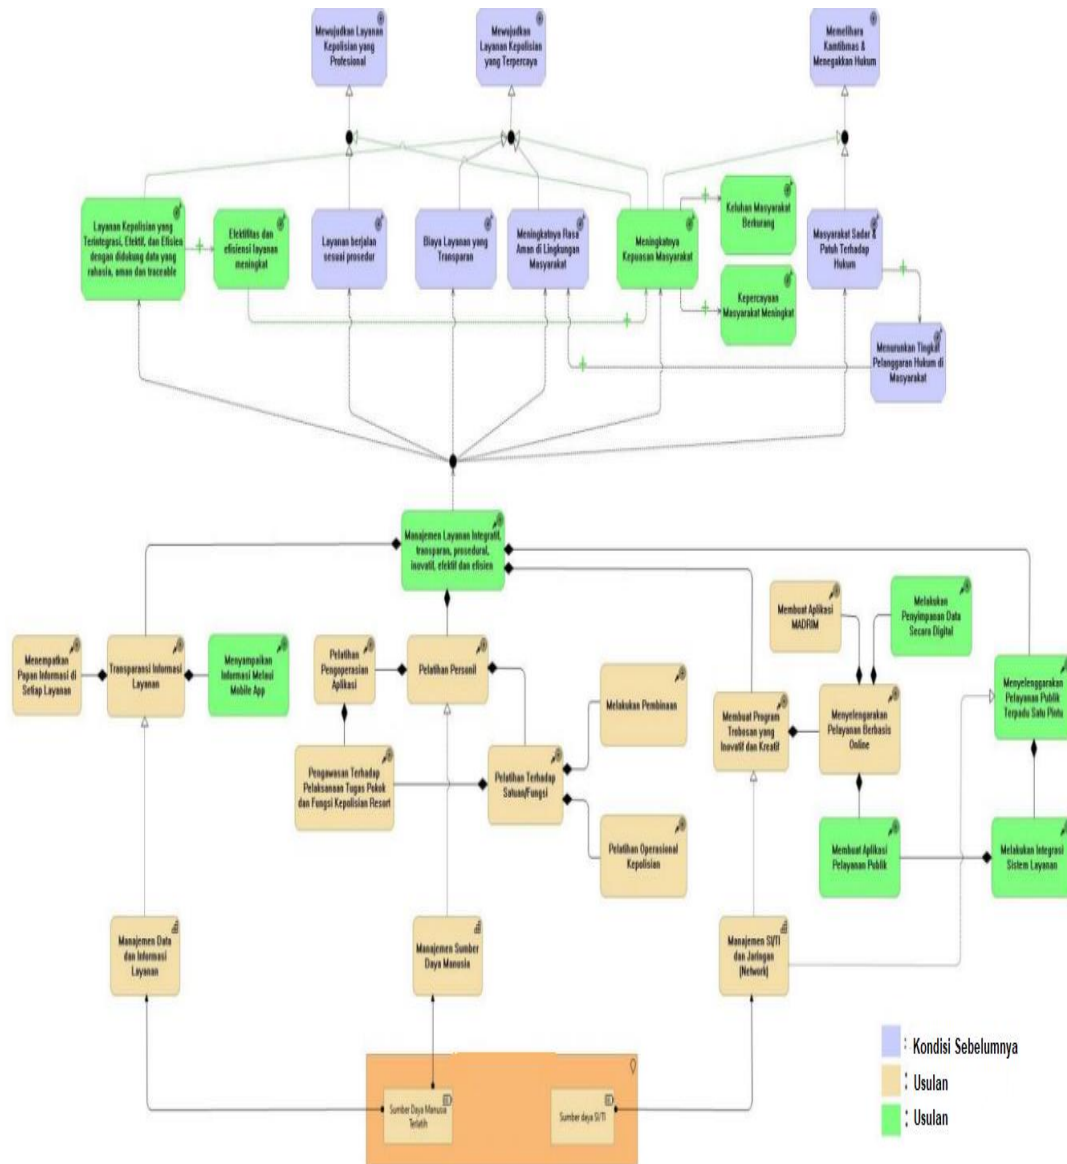 Mewujudkan Layanan
Kepolisian yang
Profesional
Mewujudkan
Layanan Kepolisian
yang Terpercaya
Memelihara
Kamtibmas &
Menegakkan Hukum
Layanan Kepolisian yang
Terintegrasi, Efektif, dan Efisien
dengan didukung data yang
rahasia, aman dan traceable
Efektifitas dan
efisiensi layanan
meningkat
Layanan berjalan
sesuai prosedur
Biaya Layanan yang
Transparan
Meningkatnya Rasa
Aman di Lingkungan
Masyarakat
Meningkatnya
Kepuasan Masyarakat
Keluhan Masyarakat
Berkurang
Kepercayaan
Masyarakat Meningkat
Masyarakat Sadar &
Patuh Terhadap
Hukum
Menurunkan Tingkat
Pelanggaran Hukum di
Masyarakat
Manajemen Layanan Integratif,
transparan, prosedural,
inovatif, efektif dan efisien
Menempatkan
Papan Informasi di
Setiap Layanan
Transparansi Informasi
Layanan
Menyampaikan
Informasi Melaui
Mobile App
Pelatihan
Pengoperasian
Aplikasi
Pelatihan Personil
Melakukan Pembinaan
Pengawasan Terhadap
Pelaksanaan Tugas Pokok
dan Fungsi Kepolisian Resort
Pelatihan Terhadap
Satuan/Fungsi
Pelatihan Operasional
Kepolisian
Membuat Program
Trobosan yang
Inovatif dan Kreatif
Membuat Aplikasi
MADRIM
Melakukan
Penyimpanan Data
Secara Digital
Menyelengarakan
Pelayanan Berbasis
Online
Menyelenggarakan
Pelayanan Publik
Terpadu Satu Pintu
Membuat Aplikasi
Pelayanan Publik
Melakukan Integrasi
Sistem Layanan
Manajemen Data
dan Informasi
Layanan
Manajemen Sumber
Daya Manusia
Manajemen SI/TI
dan Jaringan
(Network)
Sumber Daya Manusia
Terlatih
Sumber daya SI/TI
: Kondisi Sebelumnya
: Usulan
: Usulan